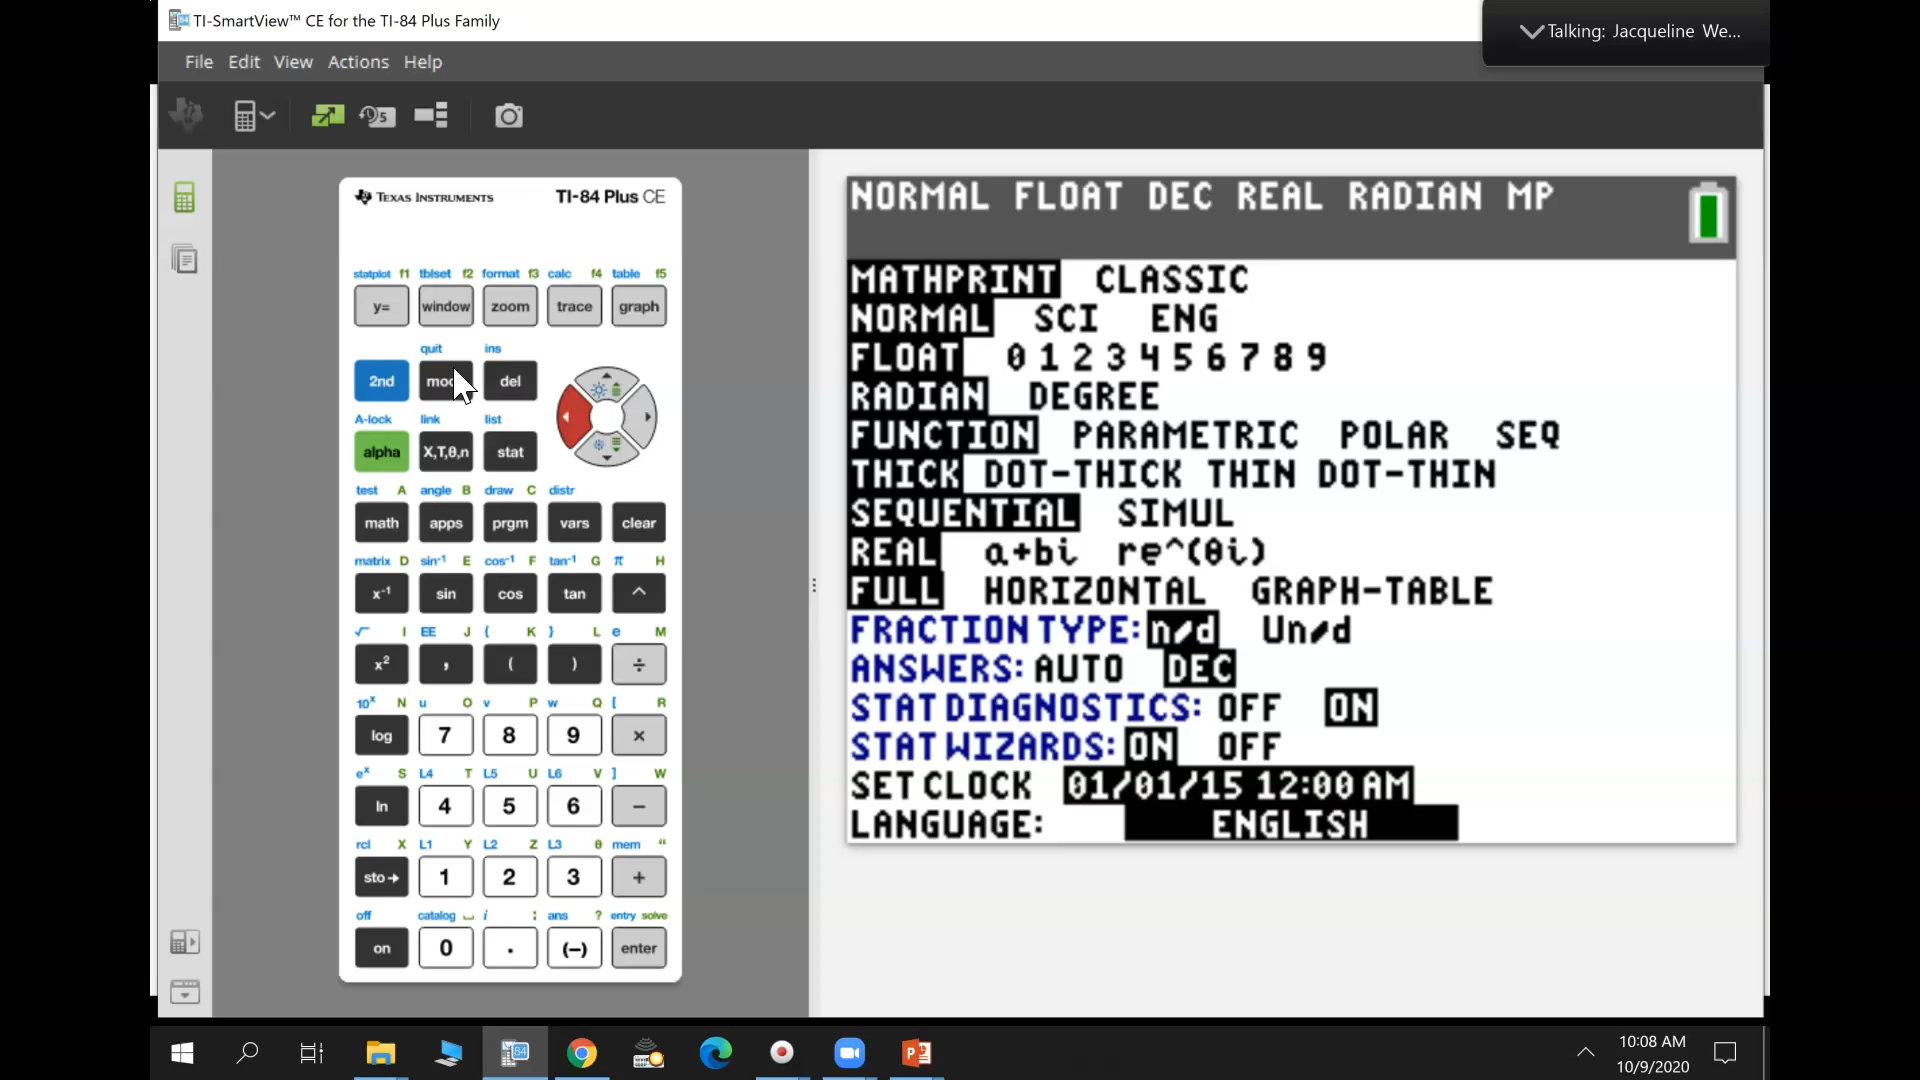 TI-SmartView™ CE for the TI-84 Plus Family
Talking: Jacqueline We...
File Edit View Actions Help
TEXAS INSTRUMENTS TI-84 Plus CE
statplot f1 tblset f2 format f3 calc f4 table f5
y= window zoom trace graph
quit ins
2nd del
A-lock link list
alpha X,T,θ,n stat
test A angle B draw C distr
math apps prgm vars clear
matrix D sin⁻¹ E cos⁻¹ F tan⁻¹ G π H
x⁻¹ sin cos tan ^
√ I EE J { K } L e M
x² , ( ) ÷
10ˣ N u O v P w Q [ R
log 7 8 9 ×
eˣ S L4 T L5 U L6 V ] W
ln 4 5 6 −
rcl X L1 Y L2 Z L3 θ mem “
sto→ 1 2 3 +
off catalog ⎵ i : ans ? entry solve
on 0 . (−) enter
NORMAL FLOAT DEC REAL RADIAN MP
MATHPRINT CLASSIC
NORMAL SCI ENG
FLOAT 0 1 2 3 4 5 6 7 8 9
RADIAN DEGREE
FUNCTION PARAMETRIC POLAR SEQ
THICK DOT-THICK THIN DOT-THIN
SEQUENTIAL SIMUL
REAL a+bi re^(θi)
FULL HORIZONTAL GRAPH-TABLE
FRACTION TYPE: n/d Un/d
ANSWERS: AUTO DEC
STAT DIAGNOSTICS: OFF ON
STAT WIZARDS: ON OFF
SET CLOCK 01/01/15 12:00 AM
LANGUAGE: ENGLISH
10:08 AM
10/9/2020